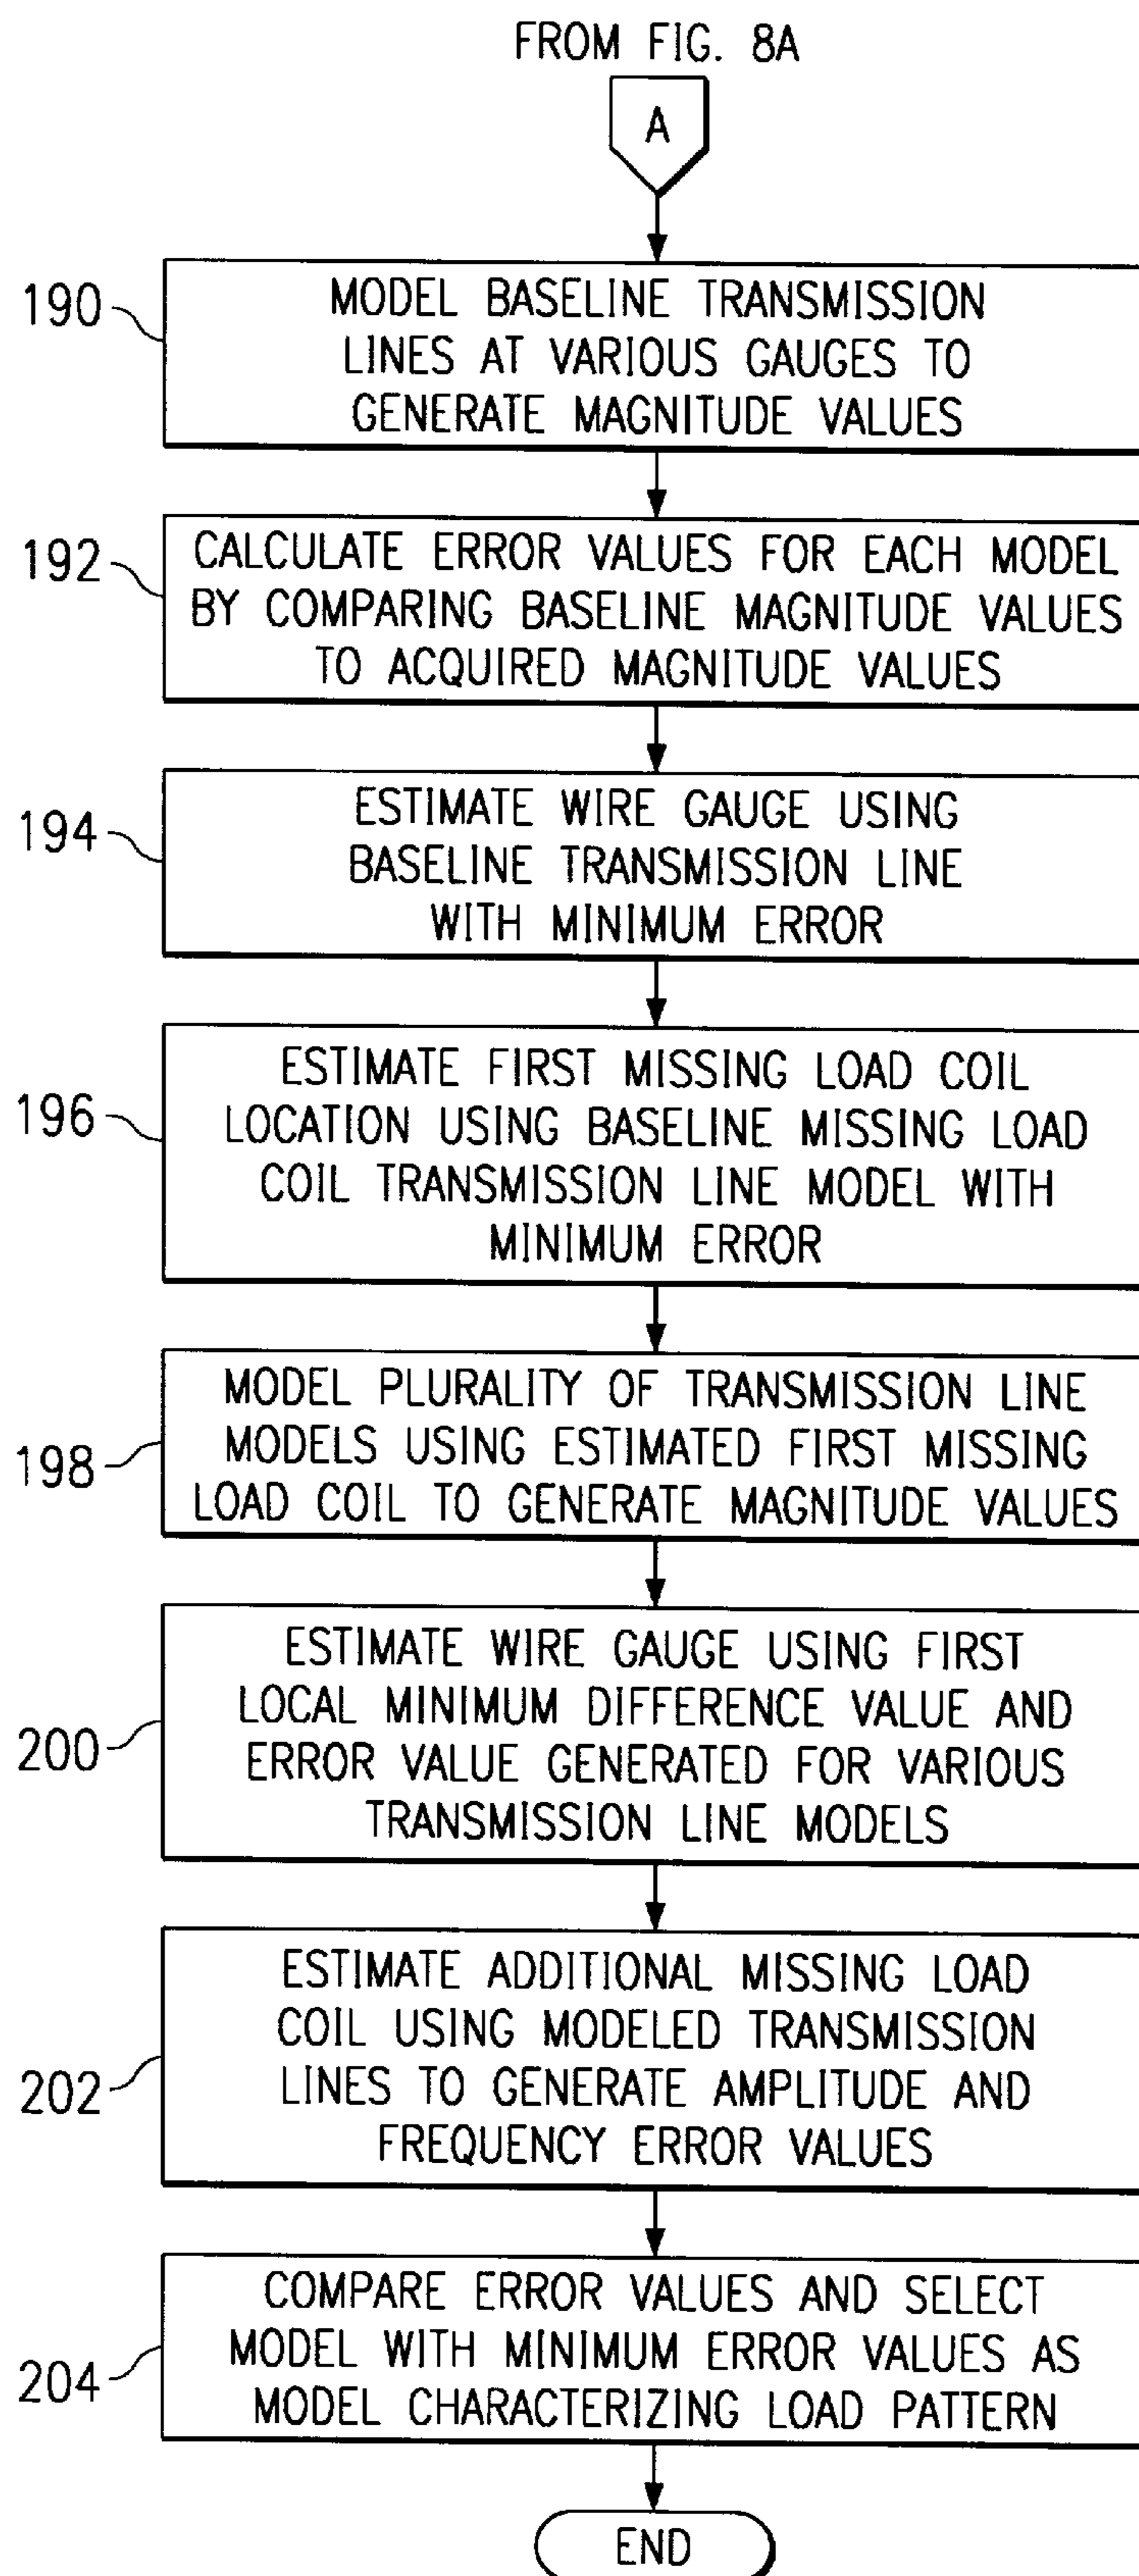 FROM FIG. 8A
A
190
MODEL BASELINE TRANSMISSION
LINES AT VARIOUS GAUGES TO
GENERATE MAGNITUDE VALUES
192
CALCULATE ERROR VALUES FOR EACH MODEL
BY COMPARING BASELINE MAGNITUDE VALUES
TO ACQUIRED MAGNITUDE VALUES
194
ESTIMATE WIRE GAUGE USING
BASELINE TRANSMISSION LINE
WITH MINIMUM ERROR
196
ESTIMATE FIRST MISSING LOAD COIL
LOCATION USING BASELINE MISSING LOAD
COIL TRANSMISSION LINE MODEL WITH
MINIMUM ERROR
198
MODEL PLURALITY OF TRANSMISSION LINE
MODELS USING ESTIMATED FIRST MISSING
LOAD COIL TO GENERATE MAGNITUDE VALUES
200
ESTIMATE WIRE GAUGE USING FIRST
LOCAL MINIMUM DIFFERENCE VALUE AND
ERROR VALUE GENERATED FOR VARIOUS
TRANSMISSION LINE MODELS
202
ESTIMATE ADDITIONAL MISSING LOAD
COIL USING MODELED TRANSMISSION
LINES TO GENERATE AMPLITUDE AND
FREQUENCY ERROR VALUES
204
COMPARE ERROR VALUES AND SELECT
MODEL WITH MINIMUM ERROR VALUES AS
MODEL CHARACTERIZING LOAD PATTERN
END